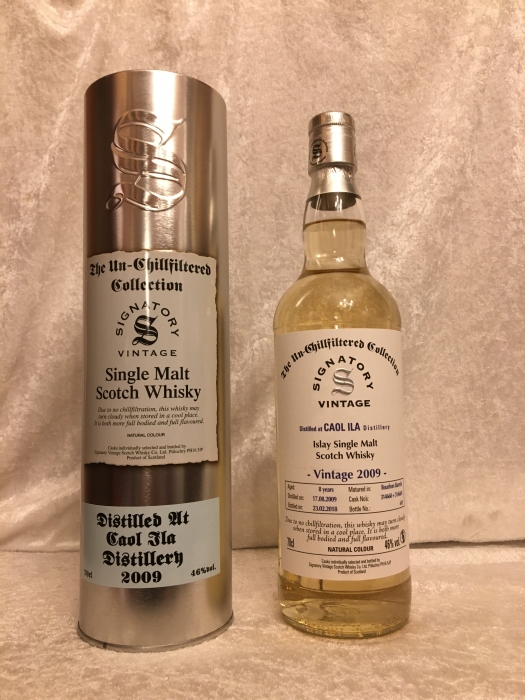 S
The Un-Chillfiltered
Collection
SIGNATORY
S
VINTAGE
Single Malt
Scotch Whisky
Due to no chillfiltration, this whisky may
turn cloudy when stored in a cool place.
It is both more full bodied and full flavoured.
NATURAL COLOUR
Casks individually selected and bottled by
Signatory Vintage Scotch Whisky Co. Ltd, Pitlochry PH16 5JP
Product of Scotland
Distilled At
Caol Ila
Distillery
2009
70cl 46%vol.
S
The Un-Chillfiltered Collection
SIGNATORY
S
VINTAGE
Distilled at CAOL ILA Distillery
Islay Single Malt
Scotch Whisky
- Vintage 2009 -
Aged: 8 years Matured in: Bourbon Barrels
Distilled on: 17.08.2009 Cask No/s:
Bottled on: 23.02.2018 Bottle No.:
Due to no chillfiltration, this whisky may turn cloudy
when stored in a cool place. It is both more
full bodied and full flavoured.
70cl NATURAL COLOUR 46% vol
Casks individually selected and bottled by
Signatory Vintage Scotch Whisky Co. Ltd, Pitlochry PH16 5JP
Product of Scotland